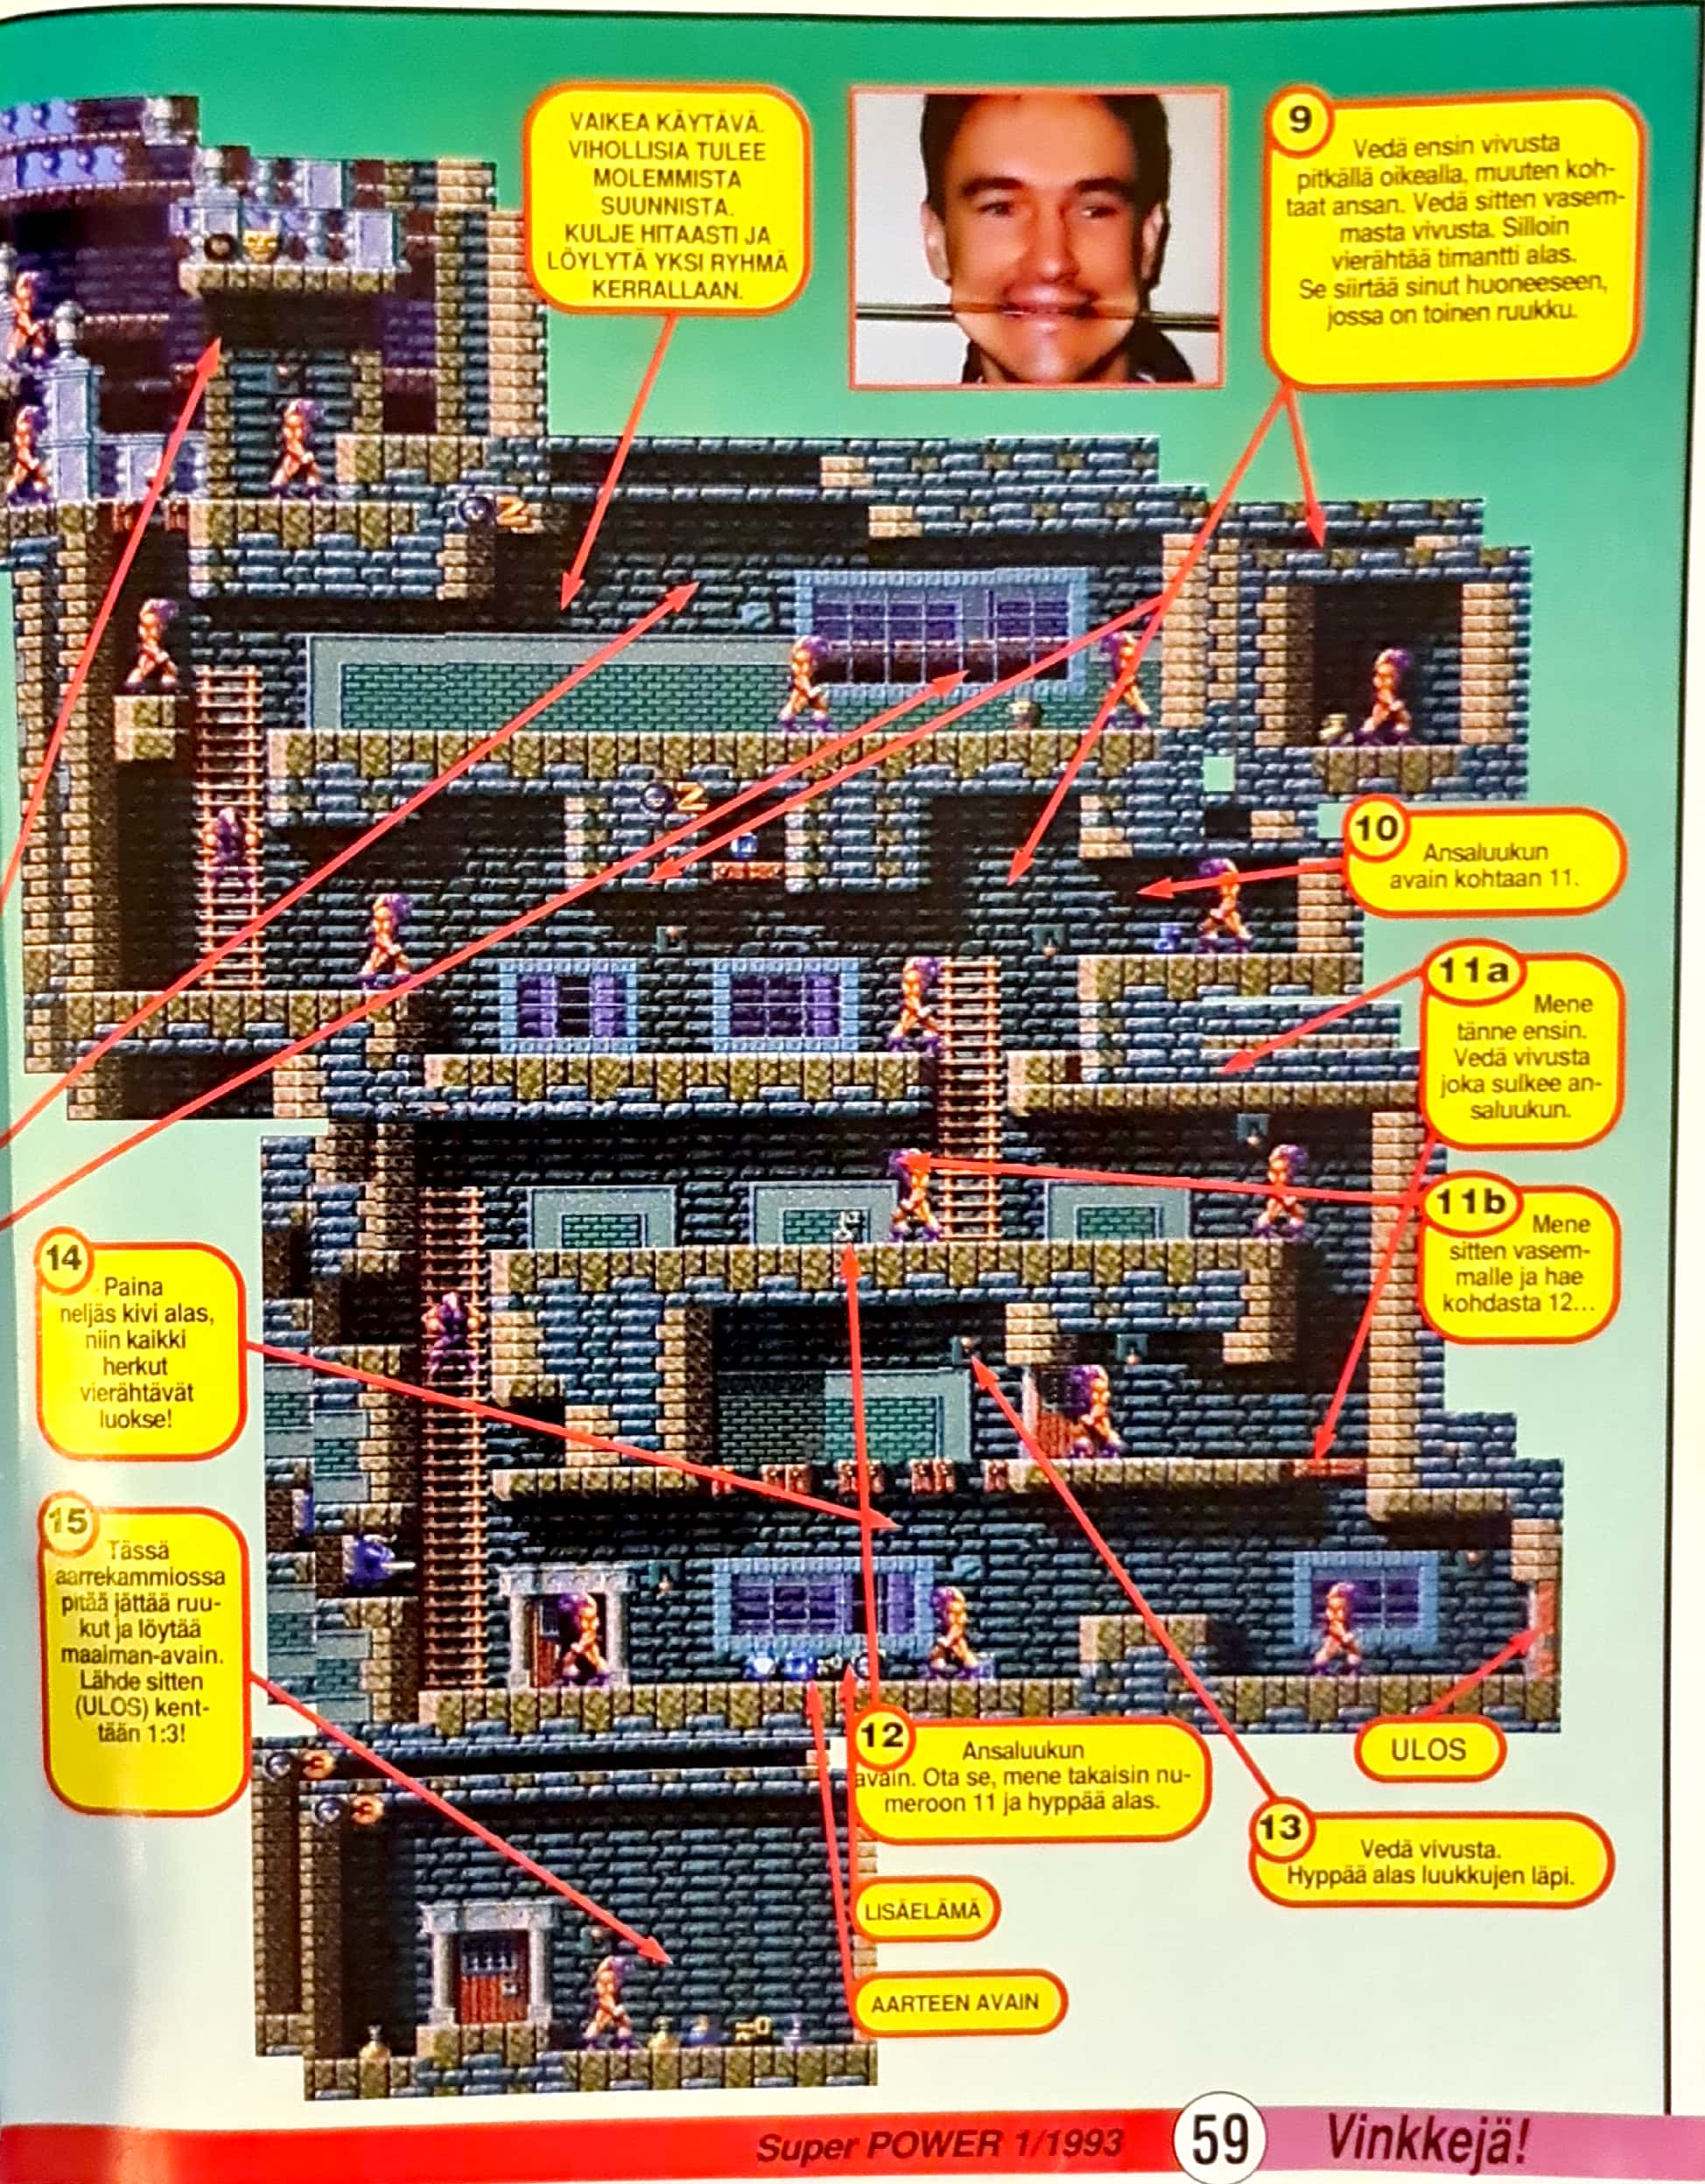 VAIKEA KÄYTÄVÄ.
VIHOLLISIA TULEE
MOLEMMISTA
SUUNNISTA.
KULJE HITAASTI JA
LÖYLYTÄ YKSI RYHMÄ
KERRALLAAN.
9
Vedä ensin vivusta
pitkällä oikealla, muuten koh-
taat ansan. Vedä sitten vasem-
masta vivusta. Silloin
vierähtää timantti alas.
Se siirtää sinut huoneeseen,
jossa on toinen ruukku.
2
2
10
Ansaluukun
avain kohtaan 11.
11a
Mene
tänne ensin.
Vedä vivusta
joka sulkee an-
saluukun.
11b
Mene
sitten vasem-
malle ja hae
kohdasta 12...
14
Paina
neljäs kivi alas,
niin kaikki
herkut
vierähtävät
luokse!
15
Tässä
aarrekammiossa
pitää jättää ruu-
kut ja löytää
maaiman-avain.
Lähde sitten
(ULOS) kent-
tään 1:3!
12
Ansaluukun
avain. Ota se, mene takaisin nu-
meroon 11 ja hyppää alas.
ULOS
13
Vedä vivusta.
Hyppää alas luukkujen läpi.
3
3
LISÄELÄMÄ
AARTEEN AVAIN
Super POWER 1/1993
59
Vinkkejä!